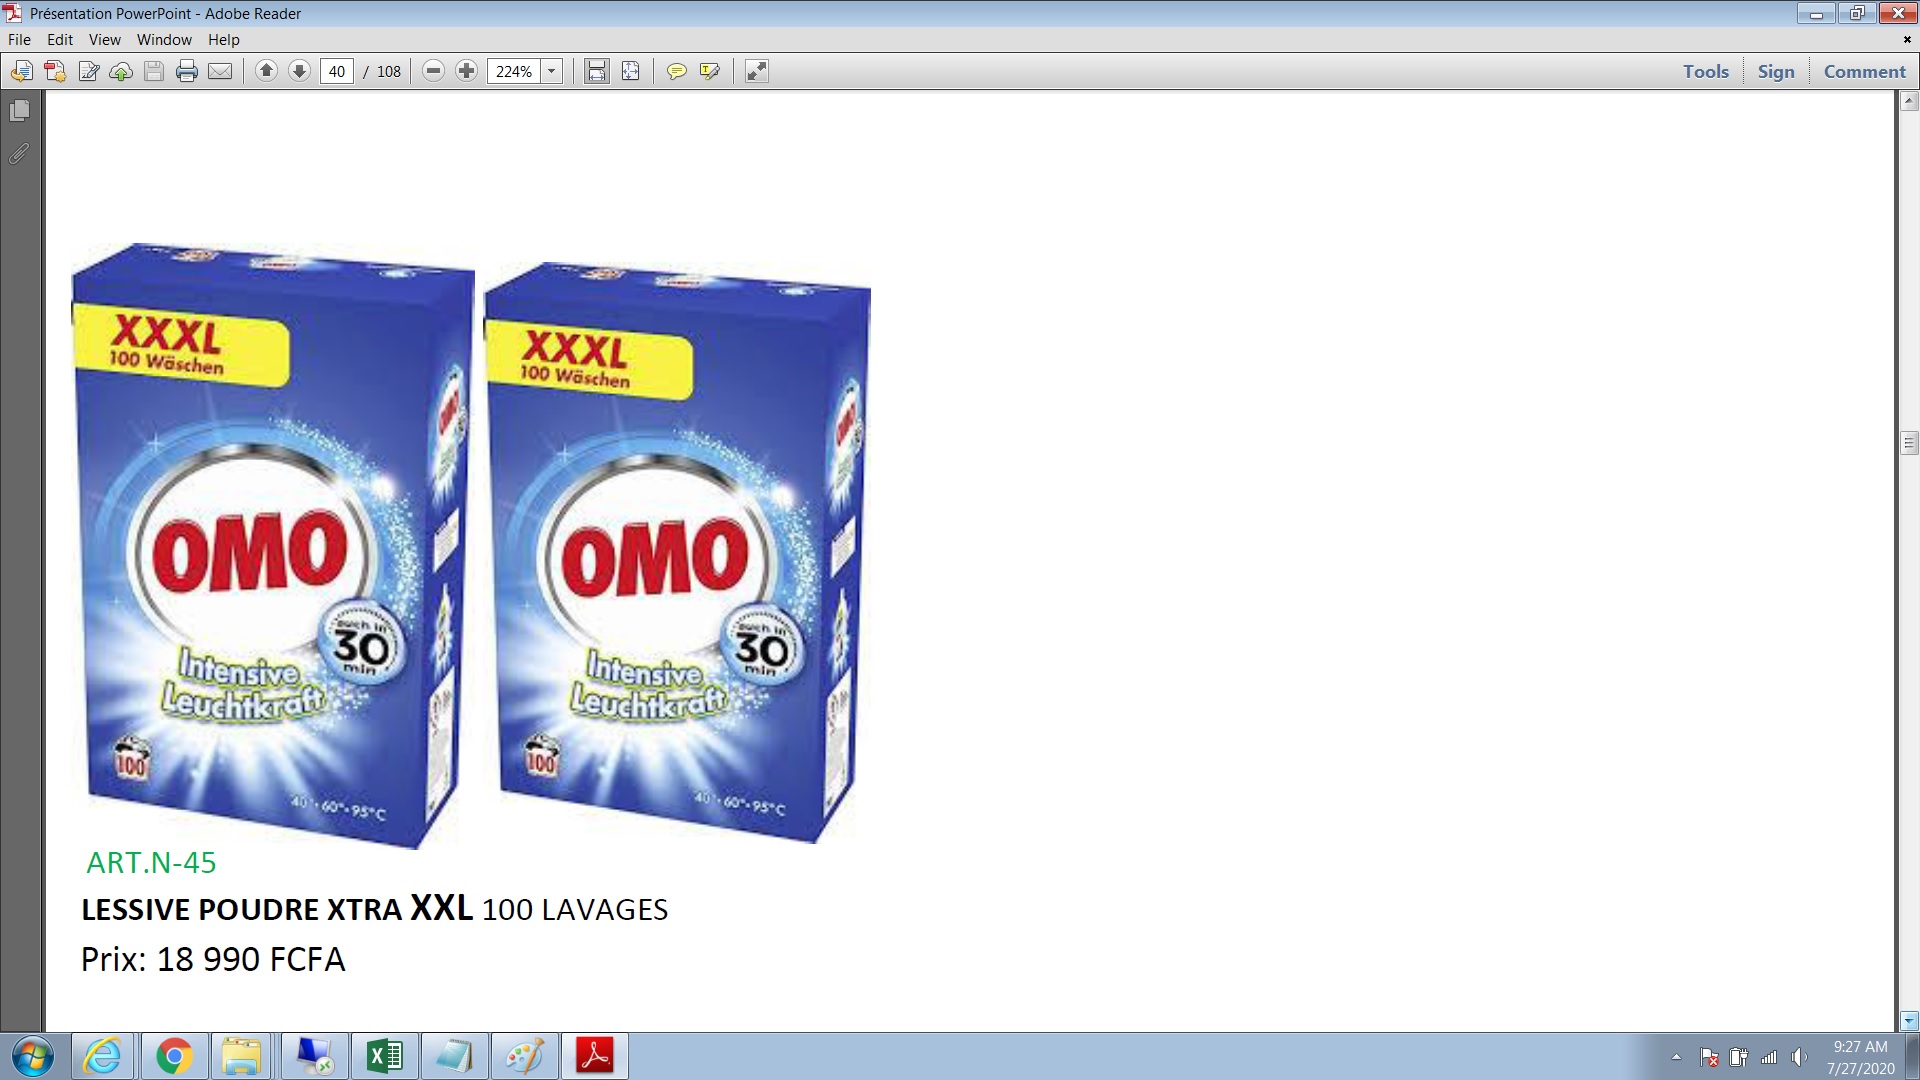 Présentation PowerPoint - Adobe Reader
File Edit View Window Help
40 / 108 224% Tools Sign Comment
XXXL
100 Wäschen
OMO
auch in
30
min
Intensive
Leuchtkraft
100
40°·60°·95°C
OMO
XXXL
100 Wäschen
OMO
auch in
30
min
Intensive
Leuchtkraft
100
40°·60°·95°C
OMO
ART.N-45
LESSIVE POUDRE XTRA XXL 100 LAVAGES
Prix: 18 990 FCFA
9:27 AM
7/27/2020